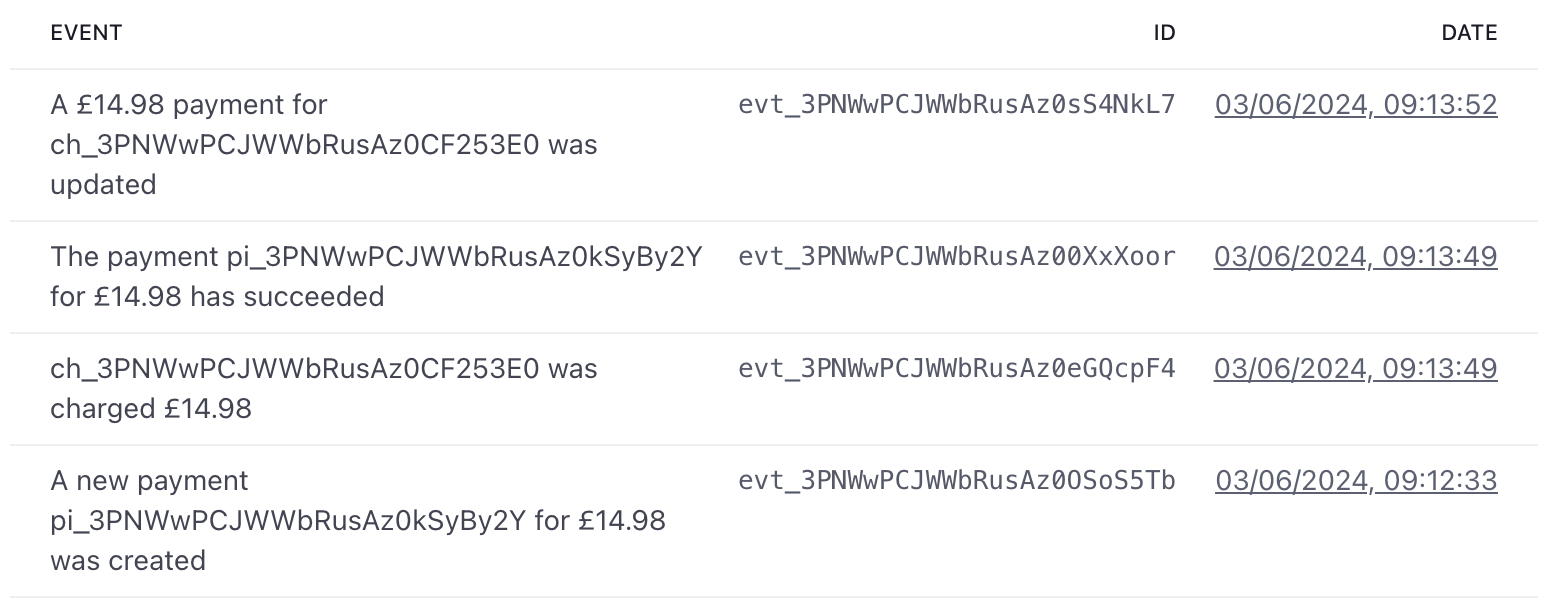 EVENT ID DATE
A £14.98 payment for evt_3PNWwPCJWWbRusAz0sS4NkL7 03/06/2024, 09:13:52
ch_3PNWwPCJWWbRusAz0CF253E0 was
updated
The payment pi_3PNWwPCJWWbRusAz0kSyBy2Y evt_3PNWwPCJWWbRusAz00XxXoor 03/06/2024, 09:13:49
for £14.98 has succeeded
ch_3PNWwPCJWWbRusAz0CF253E0 was evt_3PNWwPCJWWbRusAz0eGQcpF4 03/06/2024, 09:13:49
charged £14.98
A new payment evt_3PNWwPCJWWbRusAz0OSoS5Tb 03/06/2024, 09:12:33
pi_3PNWwPCJWWbRusAz0kSyBy2Y for £14.98
was created